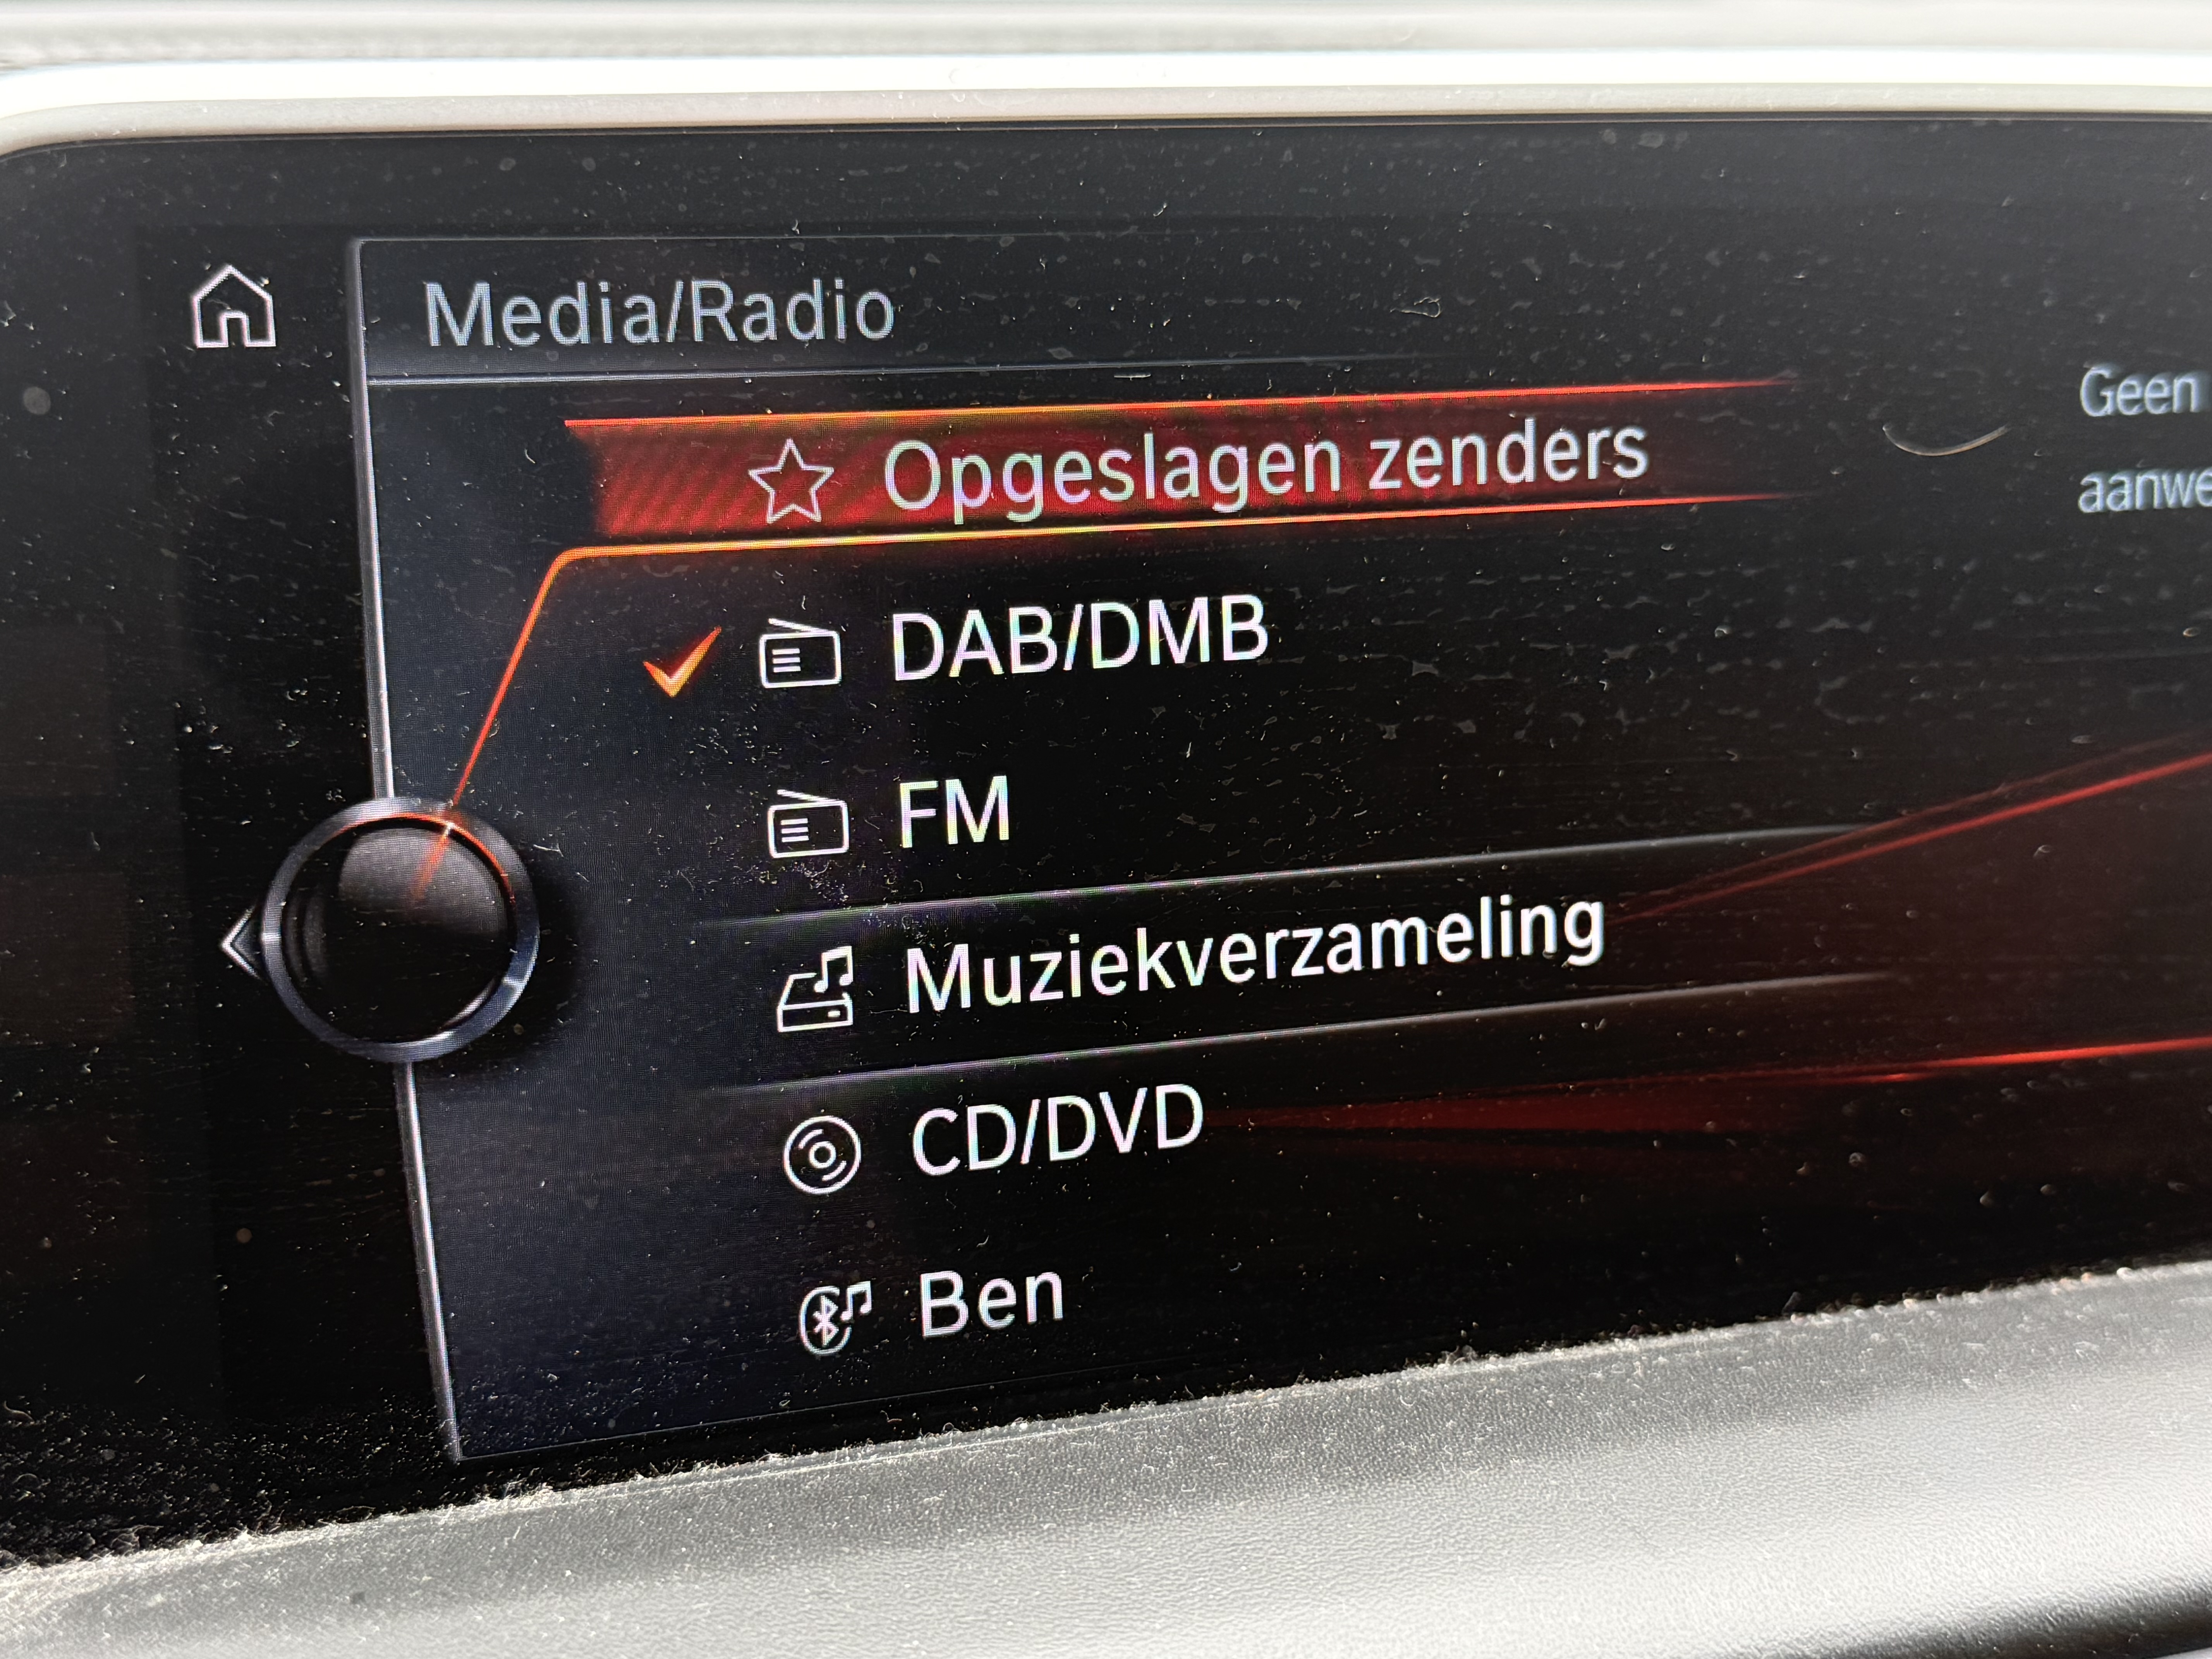 Media/Radio
Opgeslagen zenders
DAB/DMB
FM
Muziekverzameling
CD/DVD
Ben
Geen